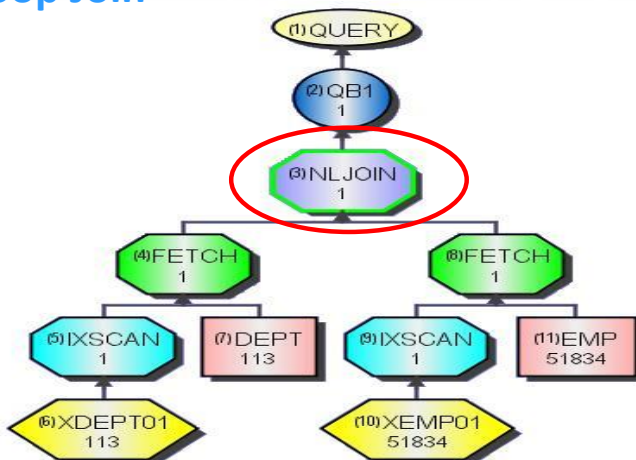 Join
(1)QUERY
(2)QB1
1
(3)NLJOIN
1
(4)FETCH
1
(8)FETCH
1
(5)IXSCAN
1
(7)DEPT
113
(9)IXSCAN
1
(11)EMP
51834
(6)XDEPT01
113
(10)XEMP01
51834